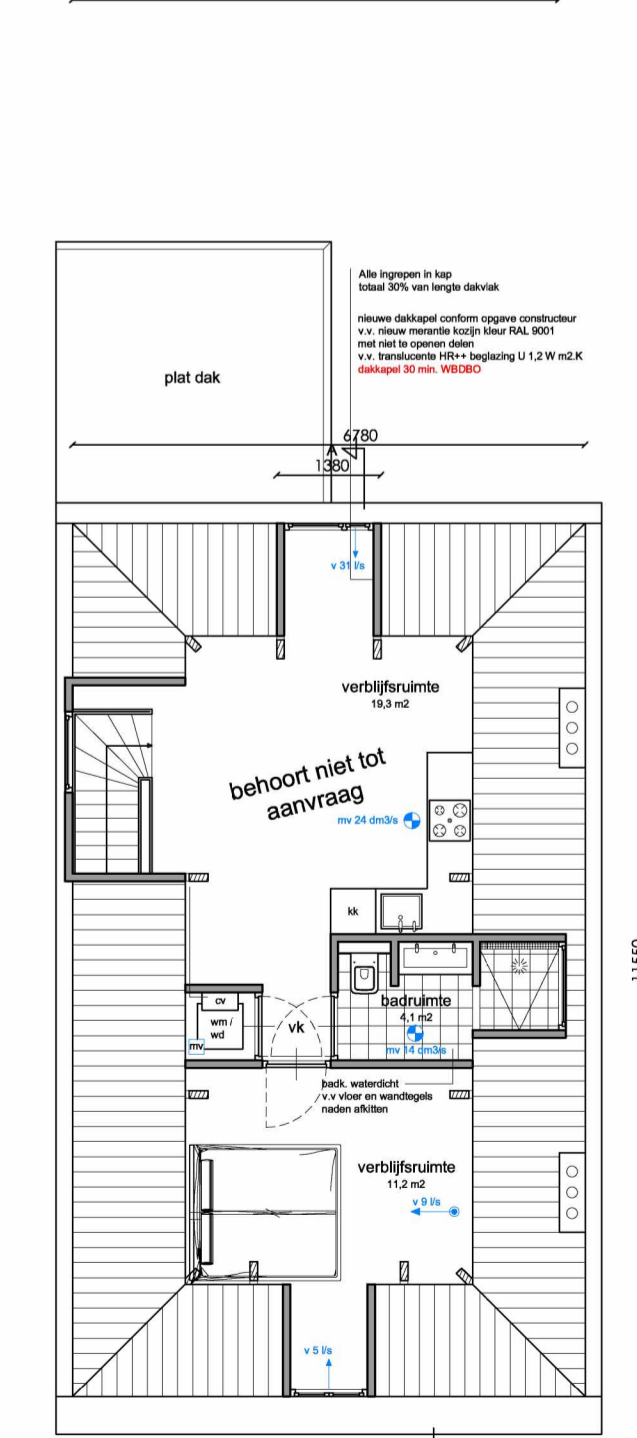 Alle ingrepen in kap
totaal 30% van lengte dakvlak
nieuwe dakkapel conform opgave constructeur
v.v. nieuw merantie kozijn kleur RAL 9001
met niet te openen delen
v.v. translucente HR++ beglazing U 1,2 W m2.K
dakkapel 30 min. WBDBO
plat dak
6780
1380
v 31 l/s
verblijfsruimte
19,3 m2
behoort niet tot
aanvraag
mv 24 dm3/s
kk
11550
badruimte
4,1 m2
mv 14 dm3/s
cv
wm /
wd
mv
vk
badk. waterdicht
v.v vloer en wandtegels
naden afkitten
verblijfsruimte
11,2 m2
v 9 l/s
v 5 l/s